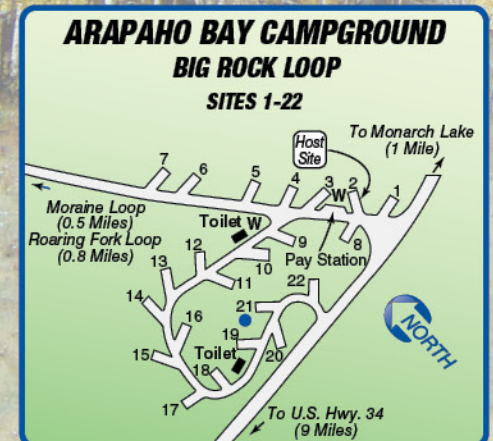 ARAPAHO BAY CAMPGROUND
BIG ROCK LOOP
SITES 1-22
To Monarch Lake
(1 Mile)
Host
Site
7
6
5
4
3
W
2
1
Moraine Loop
(0.5 Miles)
Roaring Fork Loop
(0.8 Miles)
Toilet W
9
8
Pay Station
12
10
13
11
22
14
21
16
NORTH
19
15
Toilet
20
18
17
To U.S. Hwy. 34
(9 Miles)